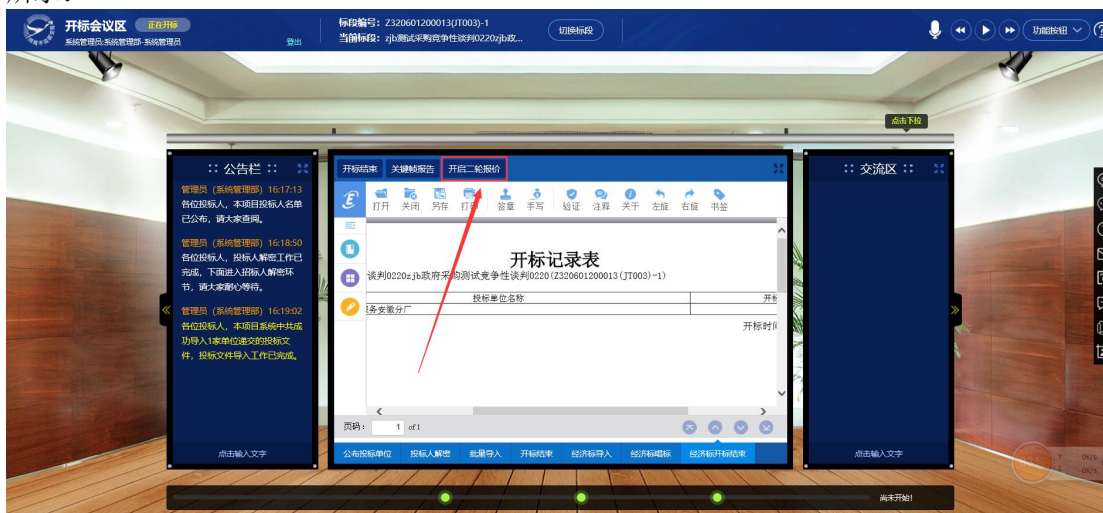 开标会议区 正在开标
系统管理员·系统管理部-系统管理员 登出
标段编号：Z320601200013(JT003)-1
当前标段：zjb测试采购竞争性谈判0220zjb政...
切换标段
功能按钮
点击下拉
:: 公告栏 ::
管理员（系统管理部）16:17:13
各位投标人，本项目投标人名单
已公布，请大家查阅。
管理员（系统管理部）16:18:50
各位投标人，投标人解密工作已
完成，下面进入招标人解密环
节，请大家耐心等待。
管理员（系统管理部）16:19:02
各位投标人，本项目系统中共成
功导入1家单位递交的投标文
件，投标文件导入工作已完成。
点击输入文字
开标结束 关键帧报告 开启二轮报价
打开 关闭 另存 打印 签章 手写 验证 注释 关于 左旋 右旋 书签
开标记录表
谈判0220zjb政府采购测试竞争性谈判0220(Z320601200013(JT003)-1)
投标单位名称 开标
服务安徽分厂
开标时间
页码： 1 of1
公布投标单位 投标人解密 批量导入 开标结束 经济标导入 经济标唱标 经济标开标结束
:: 交流区 ::
点击输入文字
尚未开始！
0K/s
0K/s